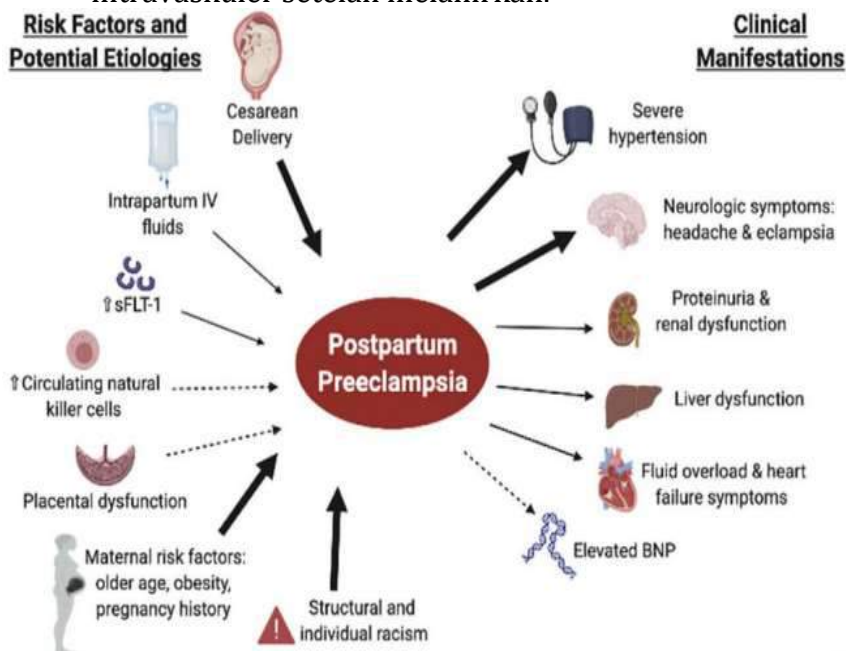 Risk Factors and
Potential Etiologies
Clinical
Manifestations
Cesarean
Delivery
Intrapartum IV
fluids
⇧sFLT-1
⇧Circulating natural
killer cells
Placental dysfunction
Maternal risk factors:
older age, obesity,
pregnancy history
!
Structural and
individual racism
Postpartum
Preeclampsia
Severe
hypertension
Neurologic symptoms:
headache & eclampsia
Proteinuria &
renal dysfunction
Liver dysfunction
Fluid overload & heart
failure symptoms
Elevated BNP